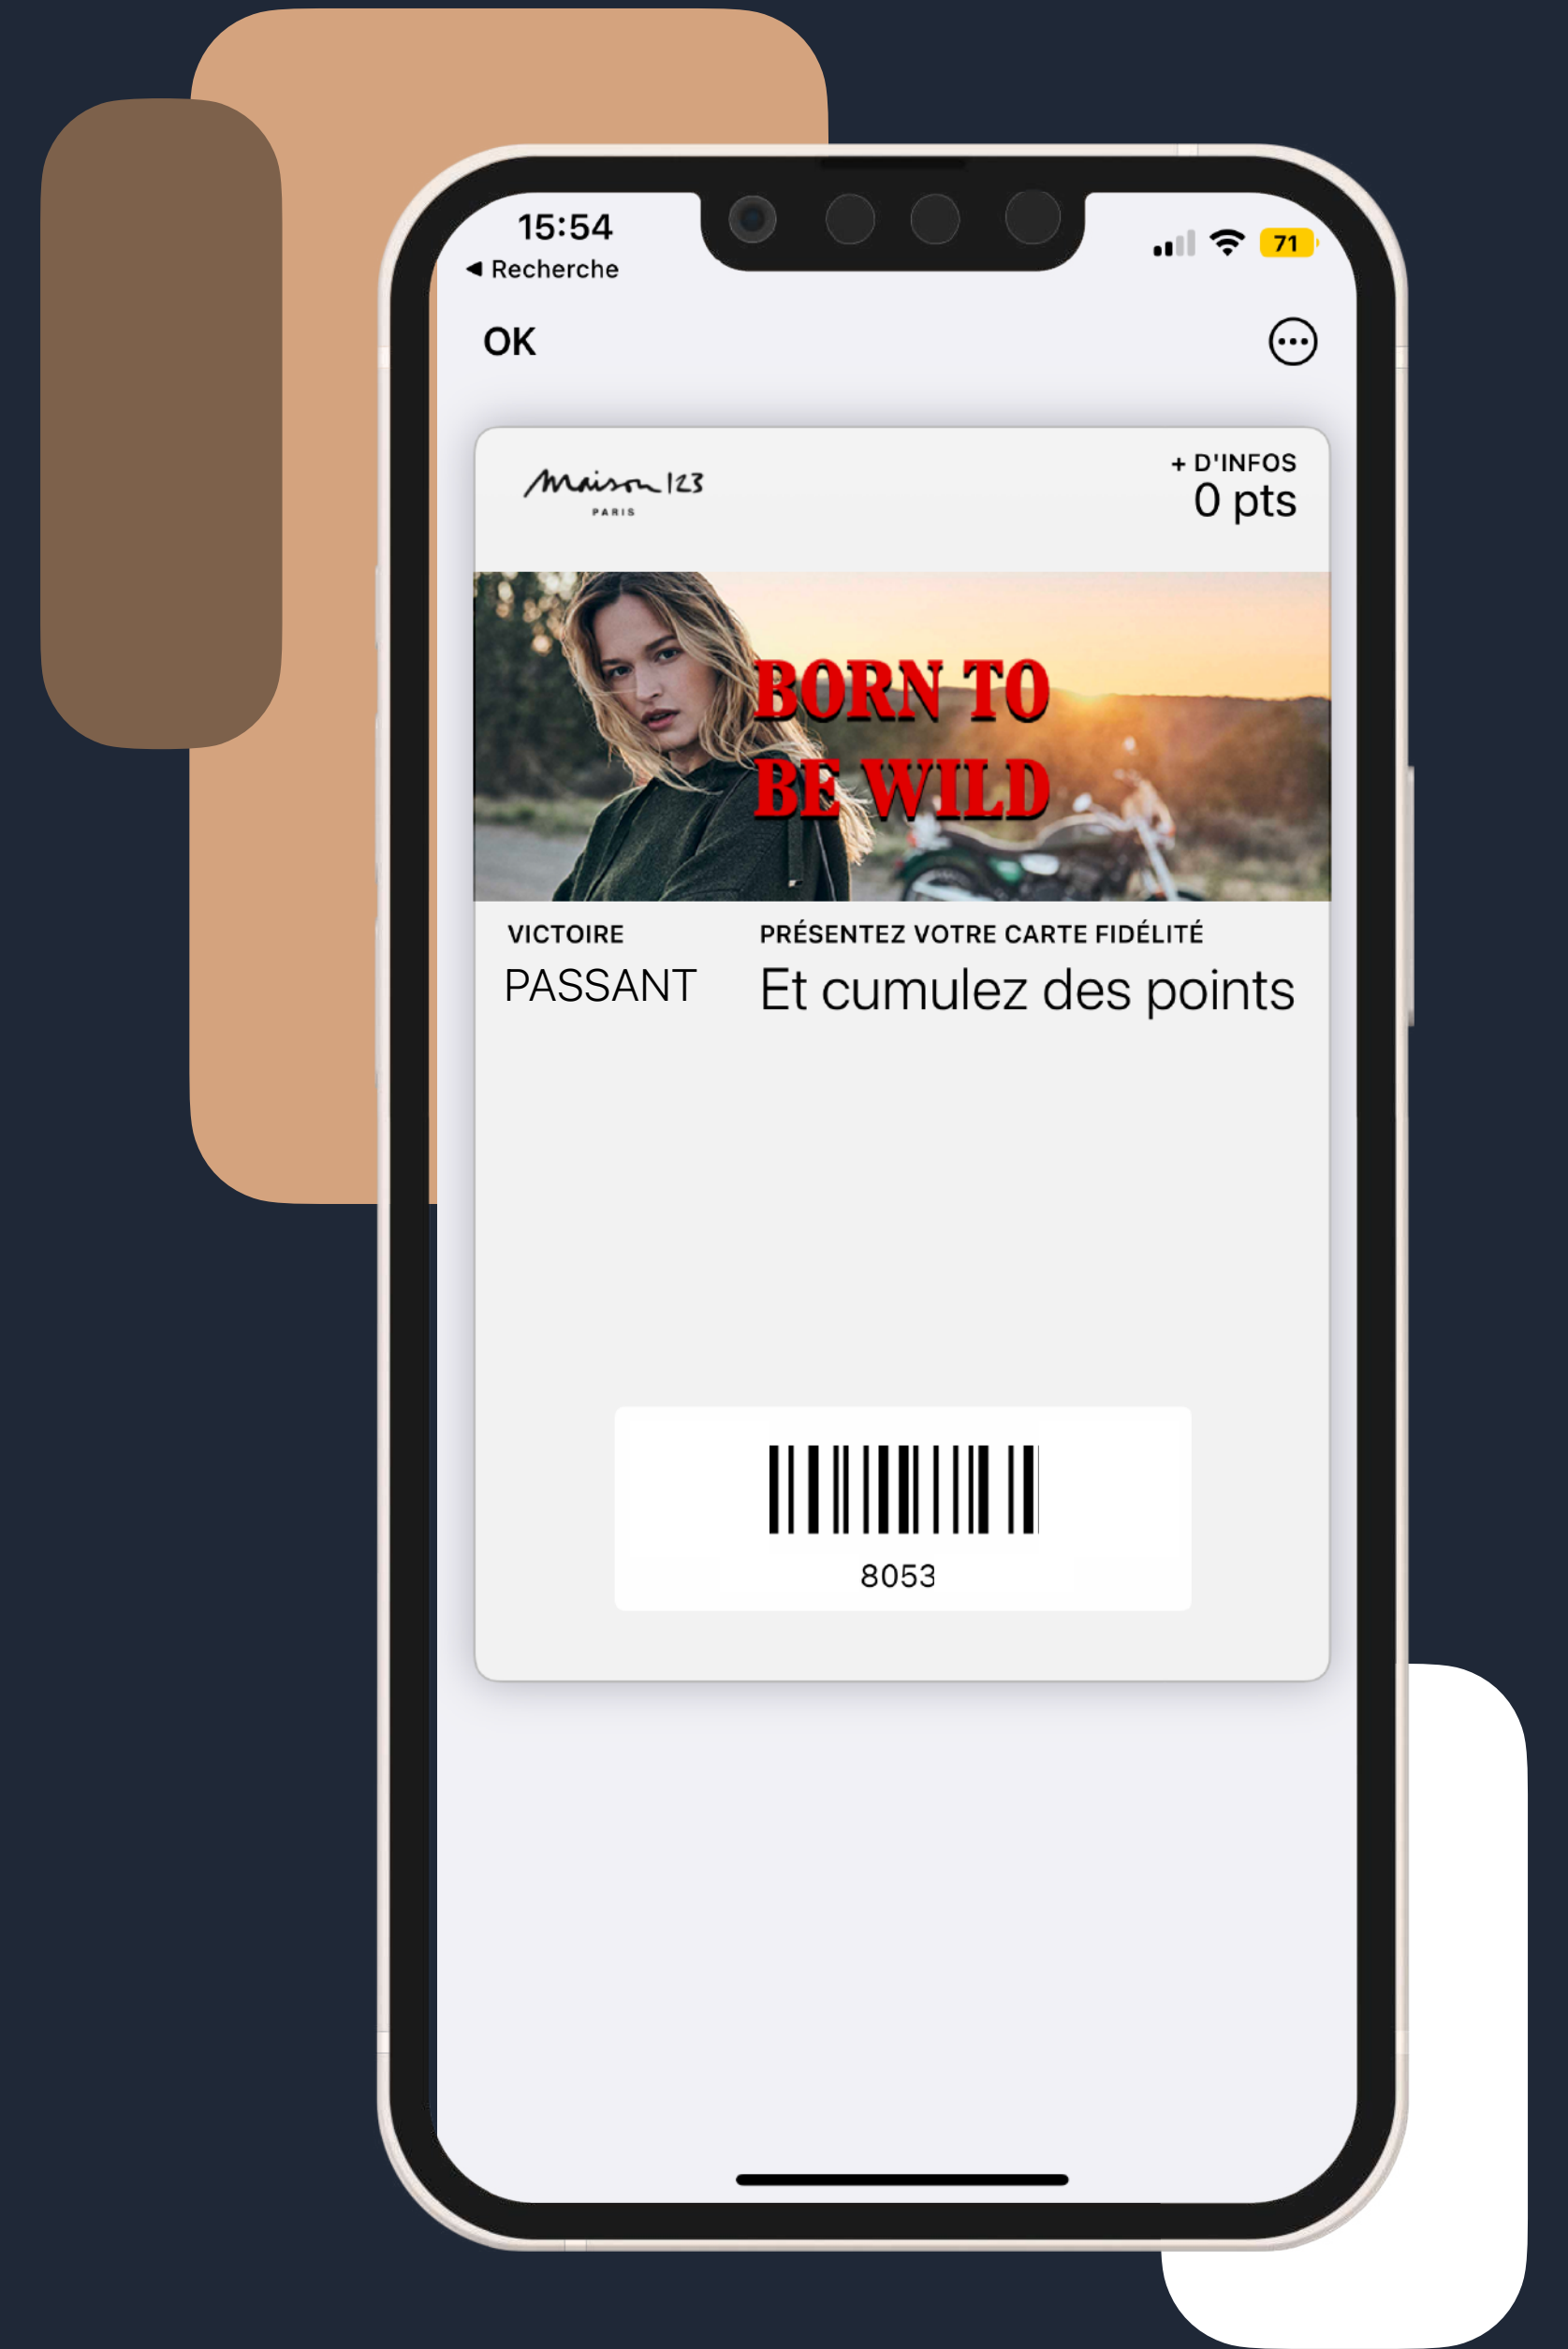 15:54
◀ Recherche
71
OK
Maison 123
PARIS
+ D'INFOS
0 pts
BORN TO
BE WILD
VICTOIRE
PASSANT
PRÉSENTEZ VOTRE CARTE FIDÉLITÉ
Et cumulez des points
8053